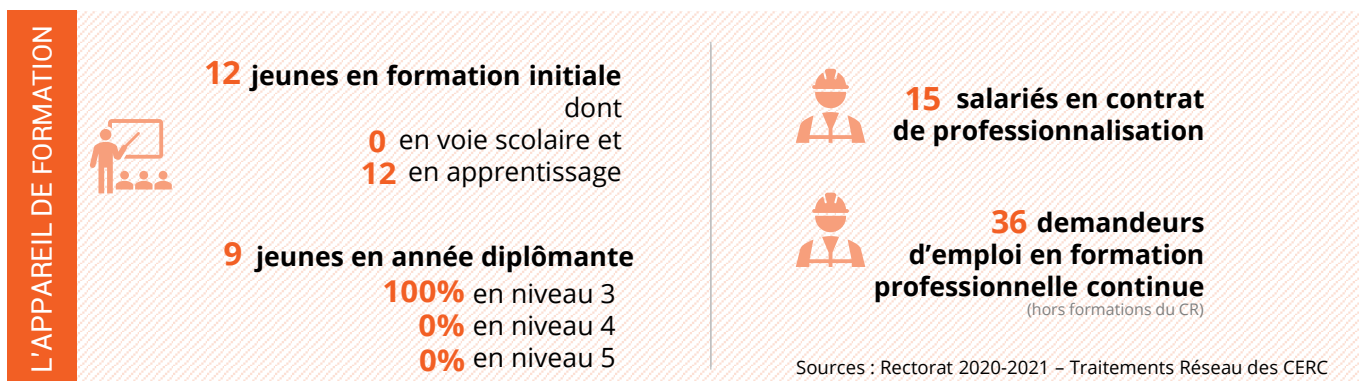 L'APPAREIL DE FORMATION
12 jeunes en formation initiale
dont
0 en voie scolaire et
12 en apprentissage
9 jeunes en année diplômante
100% en niveau 3
0% en niveau 4
0% en niveau 5
15 salariés en contrat
de professionnalisation
36 demandeurs
d’emploi en formation
professionnelle continue
(hors formations du CR)
Sources : Rectorat 2020-2021 – Traitements Réseau des CERC